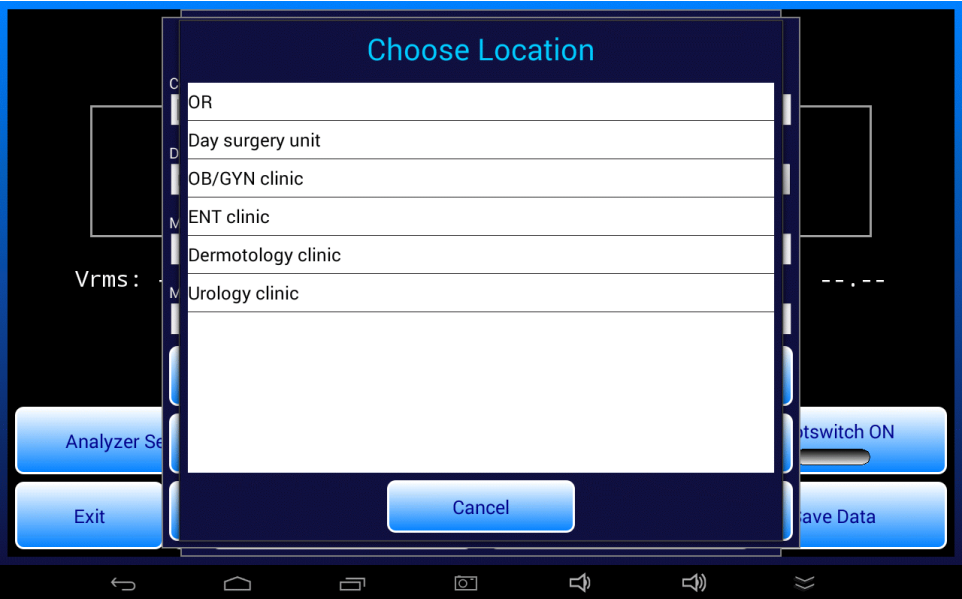 Choose Location
C
OR
Day surgery unit
D
OB/GYN clinic
M
ENT clinic
Dermotology clinic
Vrms: -
--.--
M
Urology clinic
Analyzer Se
otswitch ON
Exit
Cancel
ave Data